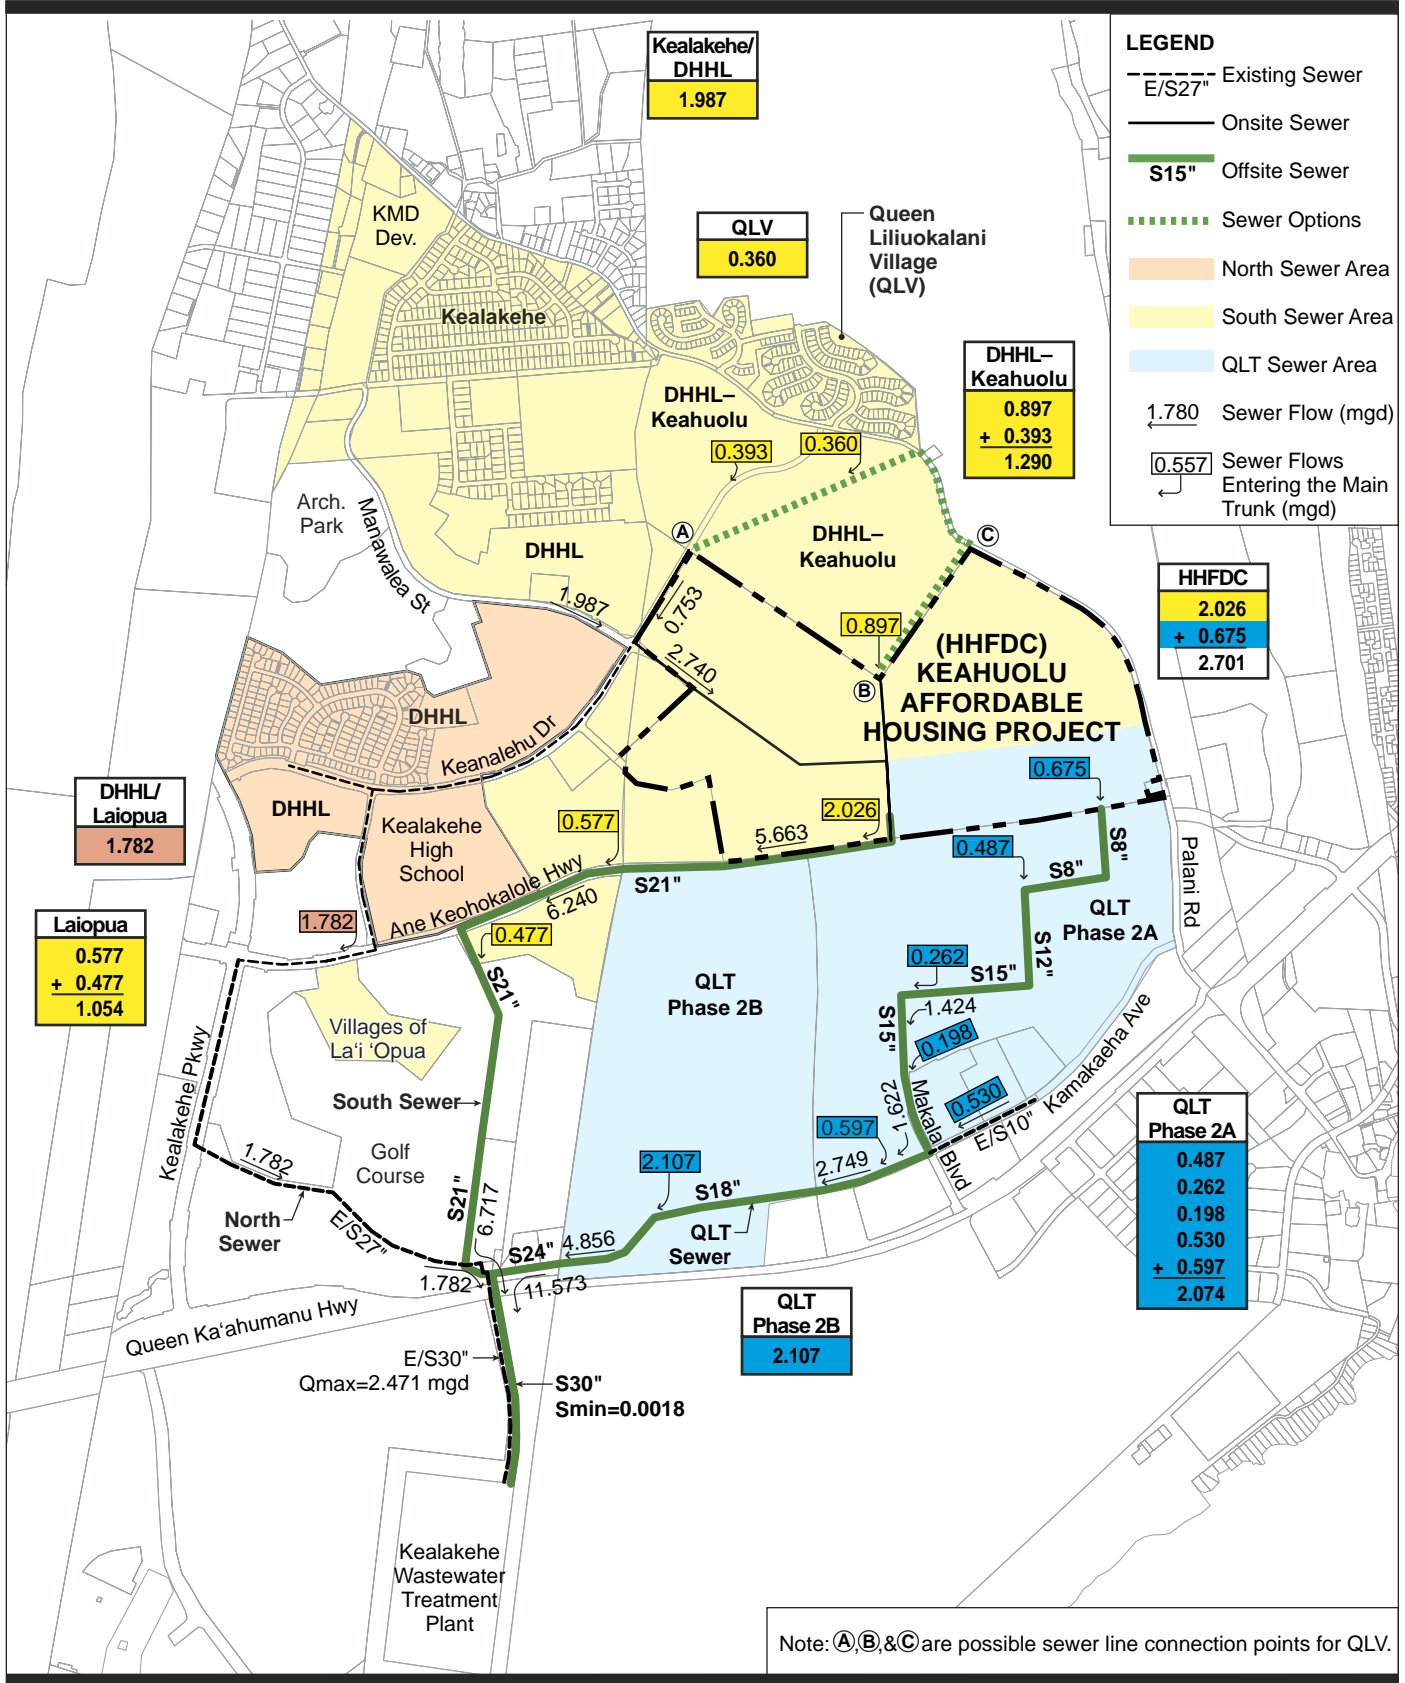 Kealakehe/
DHHL
1.987
LEGEND
Existing Sewer
E/S27"
Onsite Sewer
S15"
Offsite Sewer
Sewer Options
North Sewer Area
South Sewer Area
QLT Sewer Area
1.780
Sewer Flow (mgd)
0.557
Sewer Flows
Entering the Main
Trunk (mgd)
KMD
Dev.
QLV
0.360
Queen
Liliuokalani
Village
(QLV)
Kealakehe
DHHL–
Keahuolu
0.897
+ 0.393
1.290
DHHL–
Keahuolu
0.393
0.360
Arch.
Park
Manawalea St
DHHL
A
DHHL–
Keahuolu
C
HHFDC
2.026
+ 0.675
2.701
1.987
0.753
0.897
2.740
B
(HHFDC)
KEAHUOLU
AFFORDABLE
HOUSING PROJECT
DHHL
Keanalehu Dr
0.675
DHHL/
Laiopua
1.782
DHHL
Kealakehe
High
School
0.577
2.026
5.663
0.487
S8"
S8"
Palani Rd
Ane Keohokalole Hwy
S21"
6.240
QLT
Phase 2A
1.782
Laiopua
0.577
+ 0.477
1.054
0.477
S21"
QLT
Phase 2B
0.262
S15"
S12"
1.424
S15"
0.198
Villages of
La‘i ‘Opua
Kealakehe Pkwy
South Sewer
1.622
Makala
Blvd
0.530
E/S10"
Kamakaeha Ave
QLT
Phase 2A
0.487
0.262
0.198
0.530
+ 0.597
2.074
0.597
Golf
Course
1.782
2.107
2.749
S18"
S21"
6.717
North
Sewer
E/S27"
QLT
Sewer
S24"
4.856
1.782
11.573
Queen Ka‘ahumanu Hwy
QLT
Phase 2B
2.107
E/S30"
Qmax=2.471 mgd
S30"
Smin=0.0018
Kealakehe
Wastewater
Treatment
Plant
Note: A,B,&C are possible sewer line connection points for QLV.